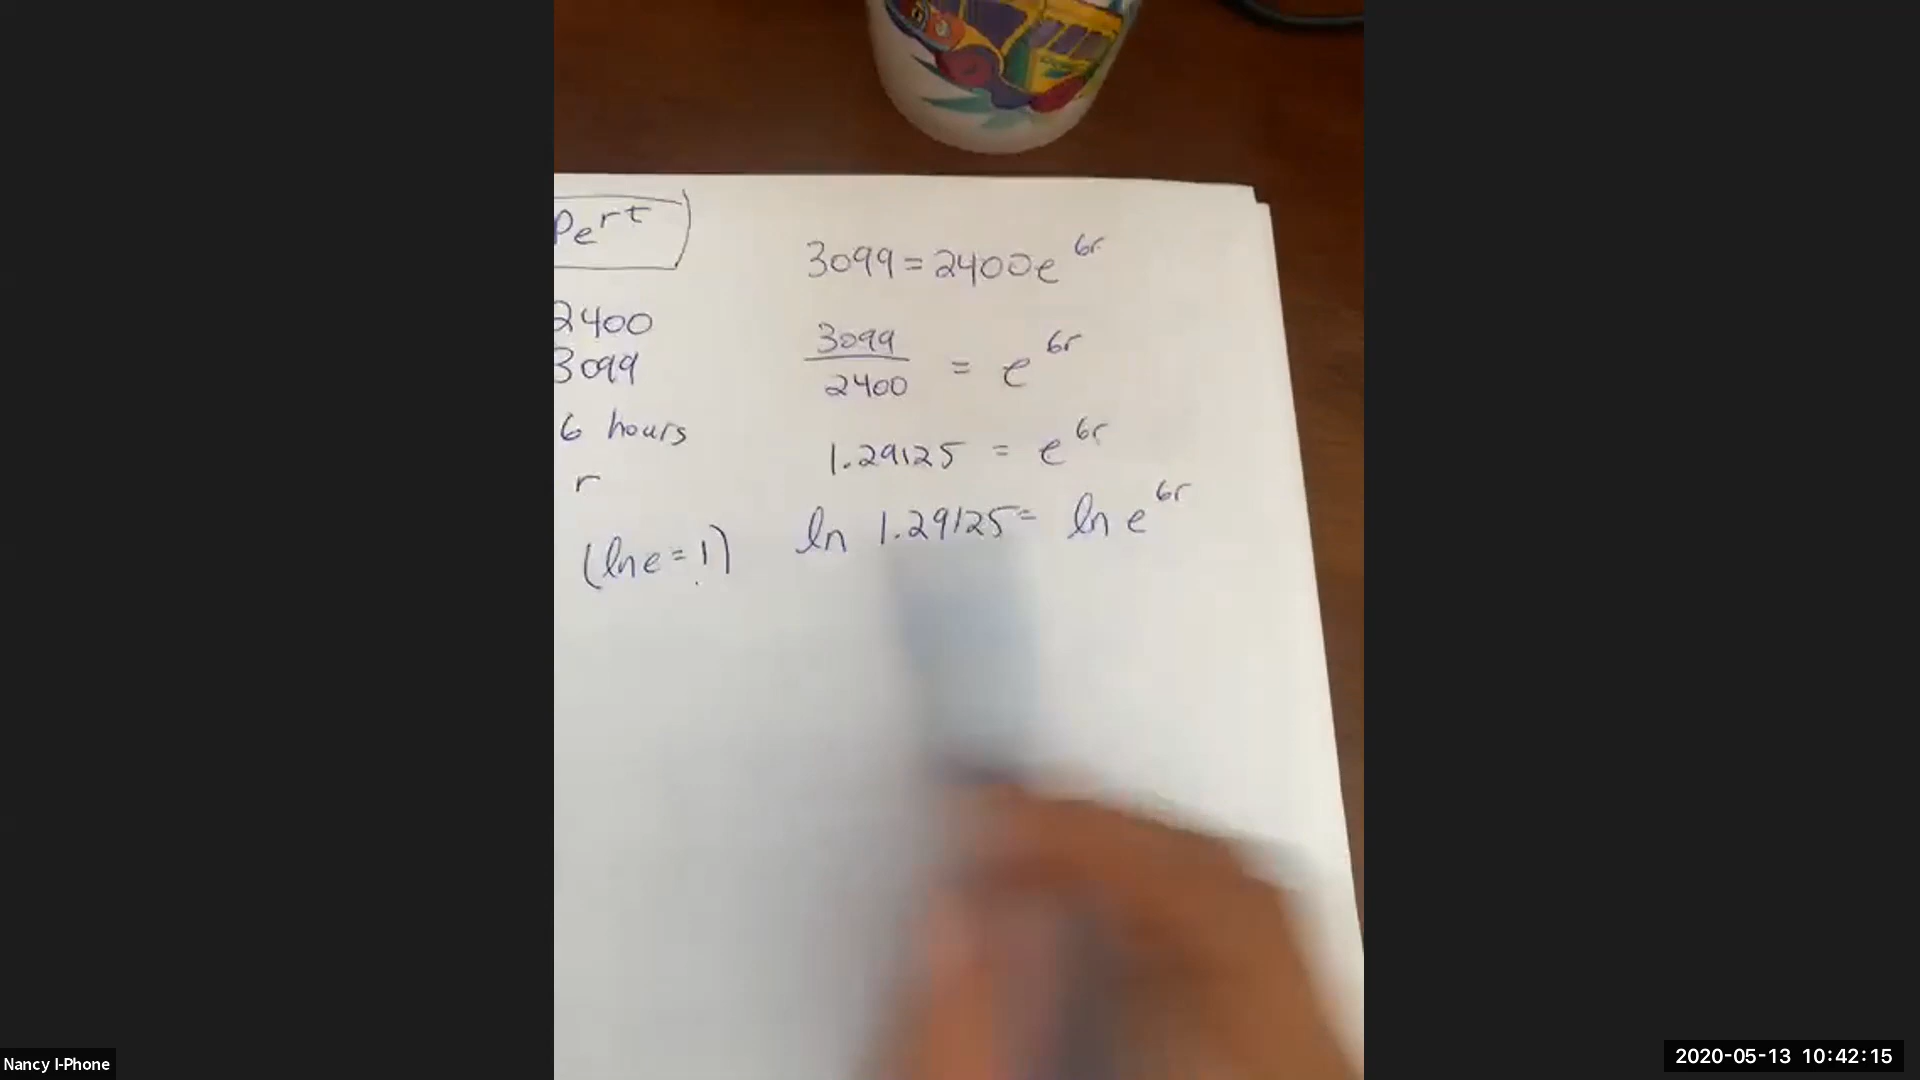 Pe^rt
2400
3099
6 hours
r
(ln e = 1)
3099 = 2400e^6r
3099
2400
= e^6r
1.29125 = e^6r
ln 1.29125 = ln e^6r
Nancy I-Phone
2020-05-13 10:42:15